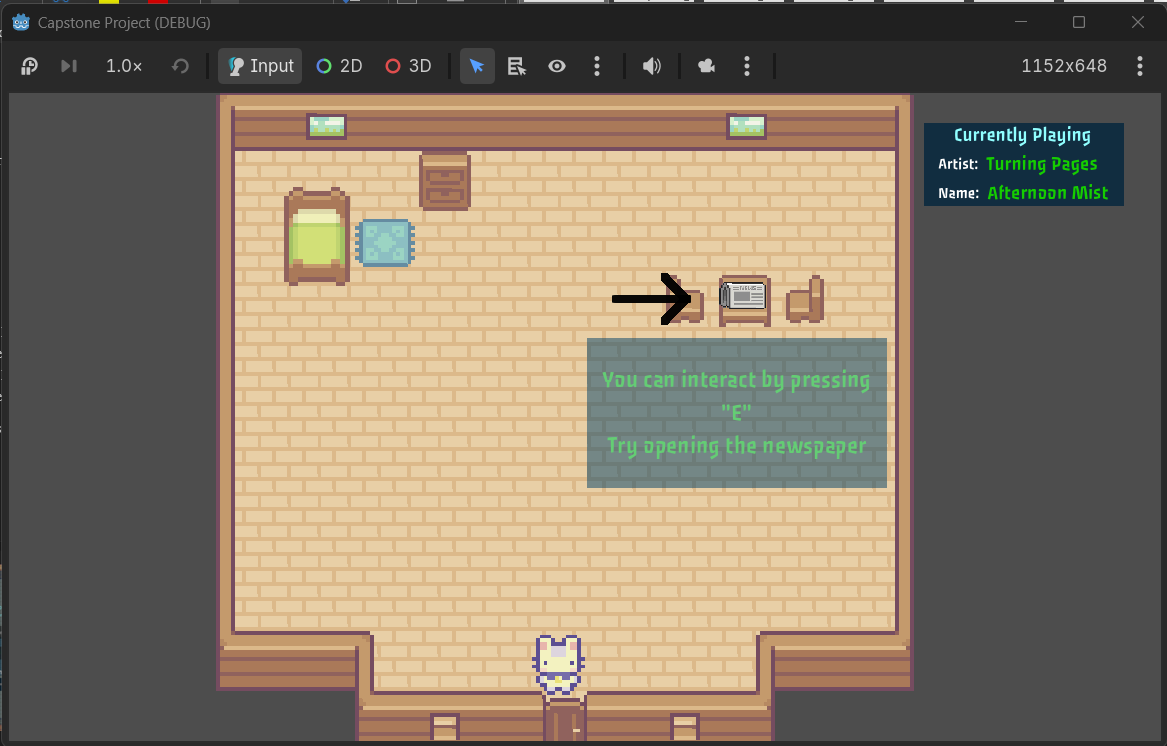 Capstone Project (DEBUG)
1.0×
Input
2D
3D
1152x648
Currently Playing
Artist: Turning Pages
Name: Afternoon Mist
You can interact by pressing
"E"
Try opening the newspaper